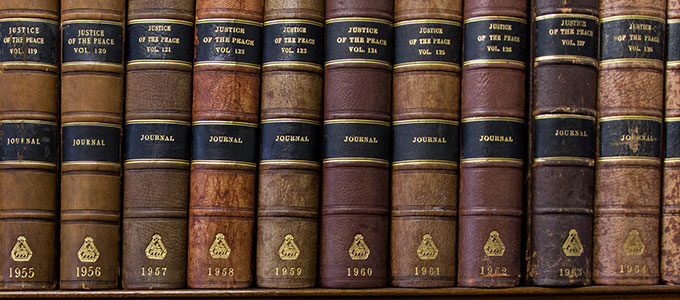 JUSTICE
OF THE PEACE
VOL. 119
JOURNAL
1955
JUSTICE
OF THE PEACE
VOL. 120
JOURNAL
1956
JUSTICE
OF THE PEACE
VOL. 121
JOURNAL
1957
JUSTICE
OF THE PEACE
VOL. 122
JOURNAL
1958
JUSTICE
OF THE PEACE
VOL. 123
JOURNAL
1959
JUSTICE
OF THE PEACE
VOL. 124
JOURNAL
1960
JUSTICE
OF THE PEACE
VOL. 125
JOURNAL
1961
JUSTICE
OF THE PEACE
VOL. 126
JOURNAL
1962
JUSTICE
OF THE PEACE
VOL. 127
JOURNAL
1963
JUSTICE
OF THE PEACE
VOL. 128
JOURNAL
1964